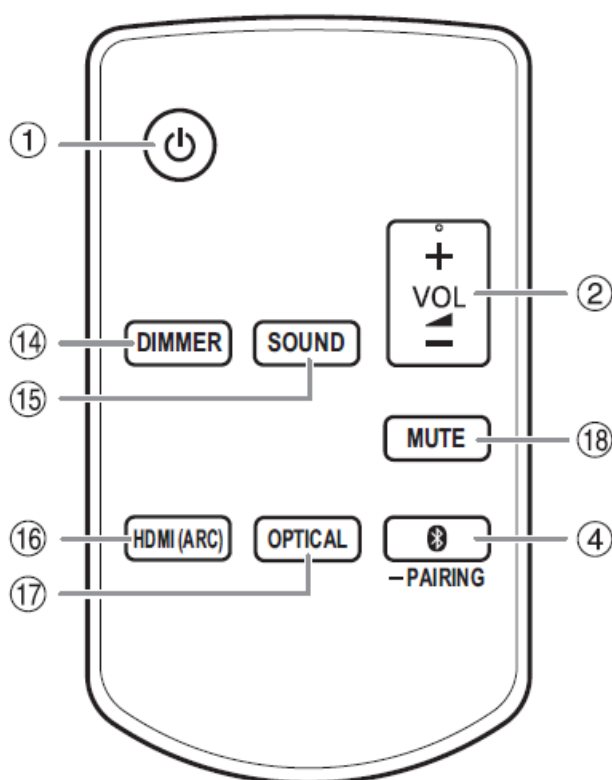 ①
+
VOL
②
−
⑭ DIMMER SOUND
⑮
MUTE ⑱
⑯ HDMI (ARC) OPTICAL ④
⑰ –PAIRING